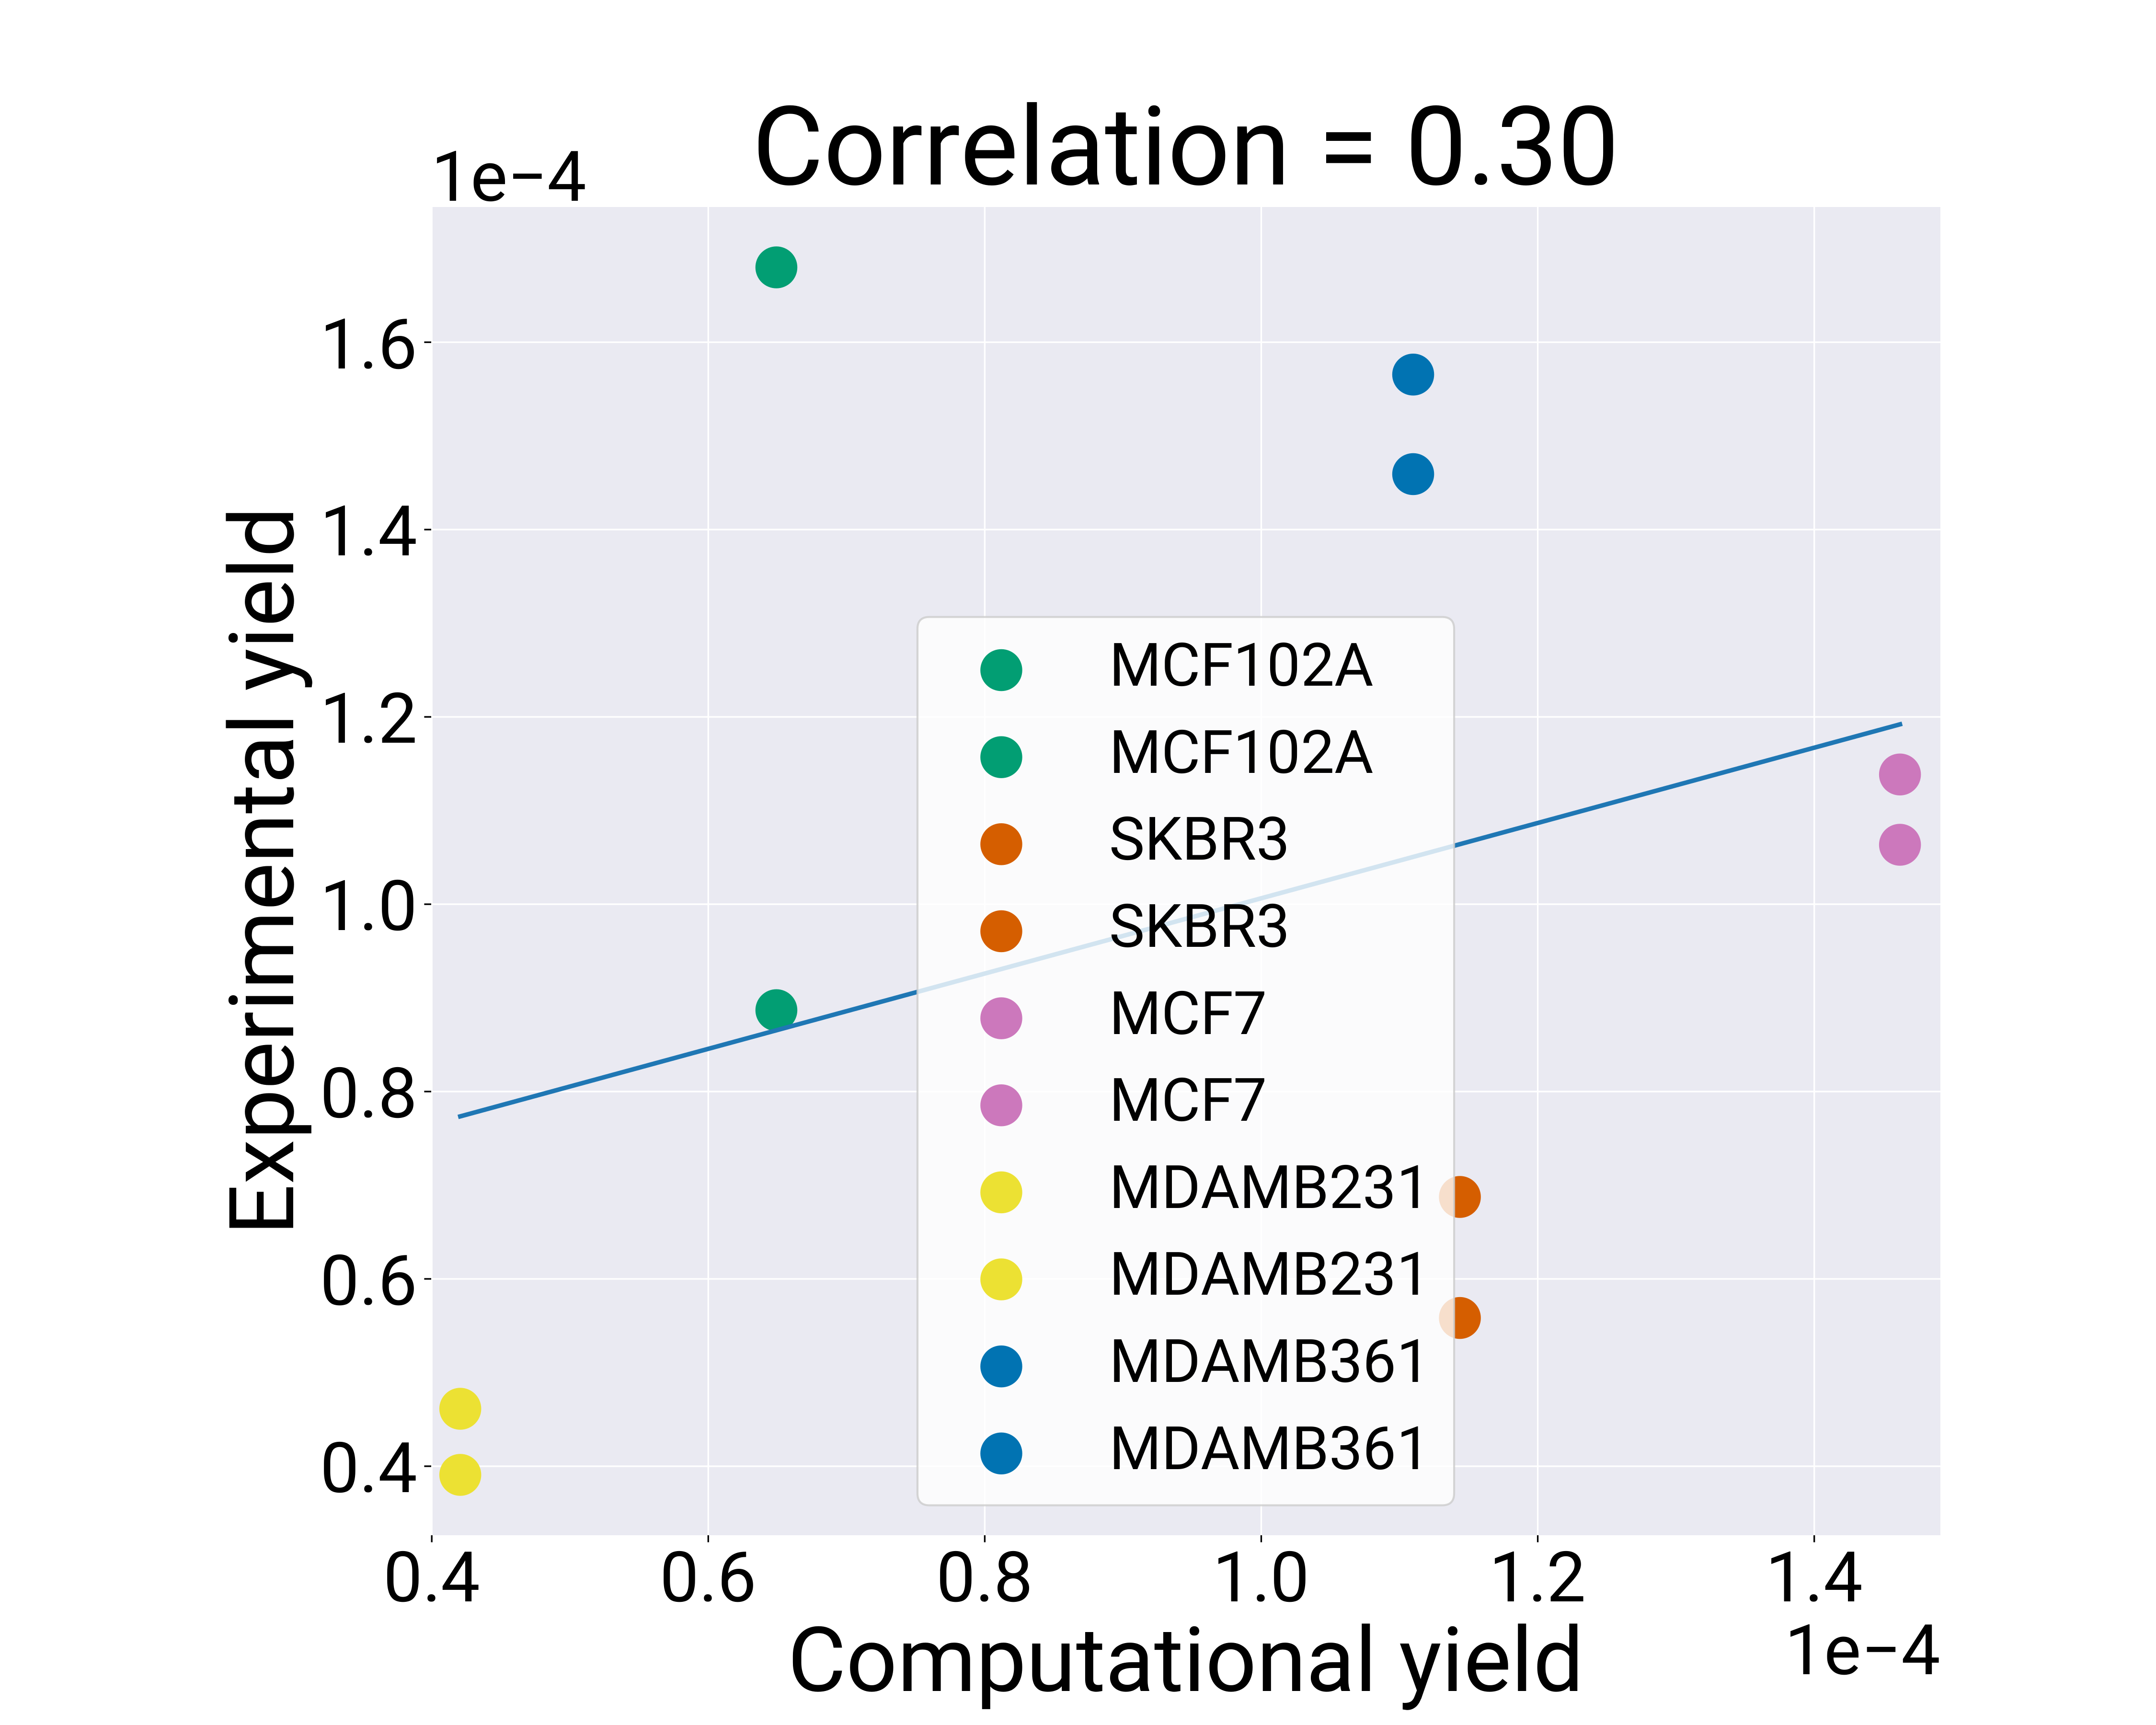 Correlation = 0.30
1e−4
1.6
1.4
1.2
1.0
0.8
0.6
0.4
Experimental yield
MCF102A
MCF102A
SKBR3
SKBR3
MCF7
MCF7
MDAMB231
MDAMB231
MDAMB361
MDAMB361
0.4 0.6 0.8 1.0 1.2 1.4
Computational yield
1e−4